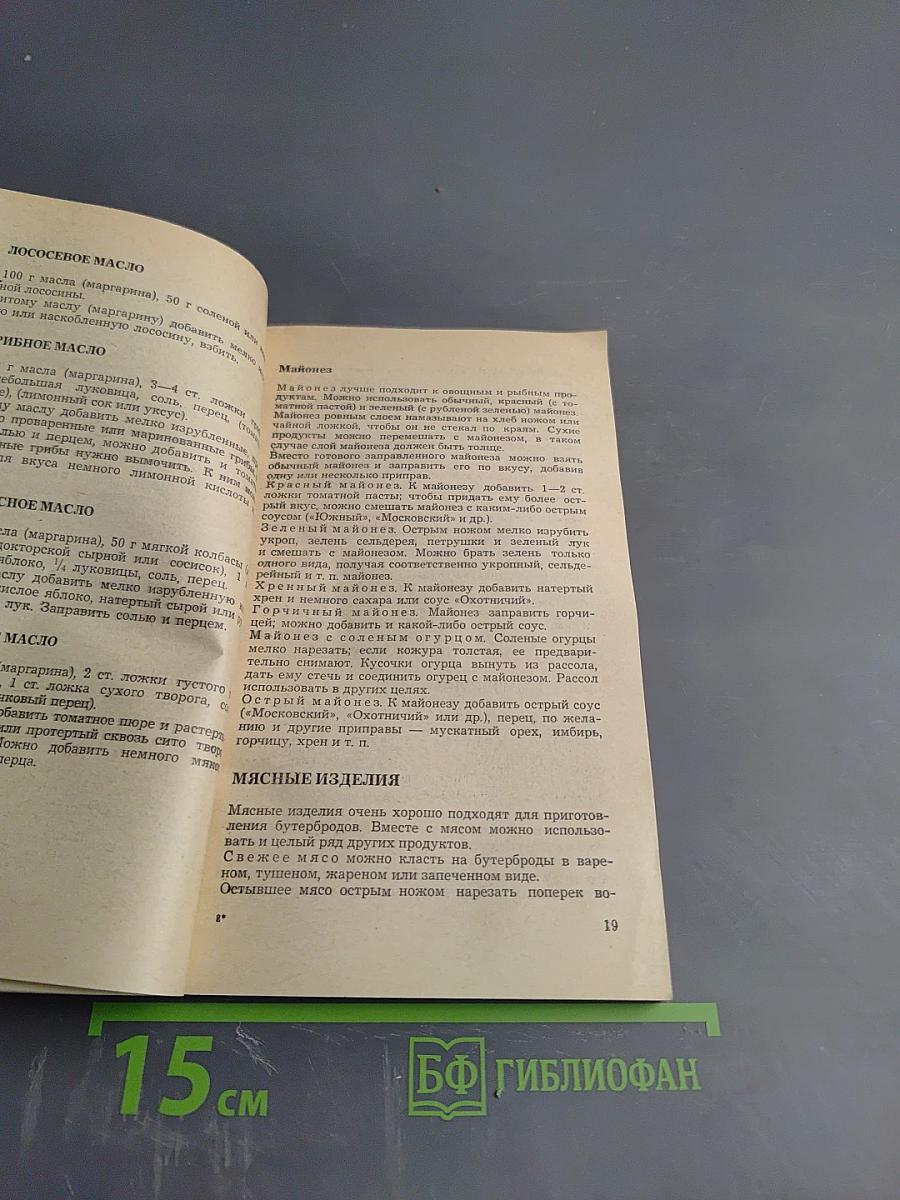 ЛОСОСЕВОЕ МАСЛО
100 г масла (маргарина), 50 г соленой или
ной лососины.
итому маслу (маргарину) добавить мелко
ю или наскобленную лососину, взбить.
РИБНОЕ МАСЛО
г масла (маргарина), 3—4 ст. ложки
небольшая луковица, соль, перец,
е), (лимонный сок или уксус).
му маслу добавить мелко изрубленные
о проваренные или маринованные грибы,
лью и перцем, можно добавить и
ные грибы нужно вымочить. К ним
ля вкуса немного лимонной кислоты
СНОЕ МАСЛО
сла (маргарина), 50 г мягкой колбасы
докторской сырной или сосисок), 1
яблоко, ¼ луковицы, соль, перец.
аслу добавить мелко изрубленную
кислое яблоко, натертый сырой или
лук. Заправить солью и перцем.
МАСЛО
(маргарина), 2 ст. ложки густого
, 1 ст. ложка сухого творога,
чковый перец).
обавить томатное пюре и
или протертый сквозь сито
Можно добавить немного
перца.
Майонез
Майонез лучше подходит к овощным и рыбным про-
дуктам. Можно использовать обычный, красный (с то-
матной пастой) и зеленый (с рубленой зеленью) майонез.
Майонез ровным слоем намазывают на хлеб ножом или
чайной ложкой, чтобы он не стекал по краям. Сухие
продукты можно перемешать с майонезом, в таком
случае слой майонеза должен быть толще.
Вместо готового заправленного майонеза можно взять
обычный майонез и заправить его по вкусу, добавив
одну или несколько приправ.
Красный майонез. К майонезу добавить 1—2 ст.
ложки томатной пасты; чтобы придать ему более ост-
рый вкус, можно смешать майонез с каким-либо острым
соусом («Южный», «Московский» и др.).
Зеленый майонез. Острым ножом мелко изрубить
укроп, зелень сельдерея, петрушки и зеленый лук
и смешать с майонезом. Можно брать зелень только
одного вида, получая соответственно укропный, сельде-
рейный и т. п. майонез.
Хренный майонез. К майонезу добавить натертый
хрен и немного сахара или соус «Охотничий».
Горчичный майонез. Майонез заправить горчи-
цей; можно добавить и какой-либо острый соус.
Майонез с соленым огурцом. Соленые огурцы
мелко нарезать; если кожура толстая, ее предвари-
тельно снимают. Кусочки огурца вынуть из рассола,
дать ему стечь и соединить огурец с майонезом. Рассол
использовать в других целях.
Острый майонез. К майонезу добавить острый соус
(«Московский», «Охотничий» или др.), перец, по жела-
нию и другие приправы — мускатный орех, имбирь,
горчицу, хрен и т. п.
МЯСНЫЕ ИЗДЕЛИЯ
Мясные изделия очень хорошо подходят для приготов-
ления бутербродов. Вместе с мясом можно использо-
вать и целый ряд других продуктов.
Свежее мясо можно класть на бутерброды в варе-
ном, тушеном, жареном или запеченном виде.
Остывшее мясо острым ножом нарезать поперек во-
2*
19
15 см
БФ ГИБЛИОФАН